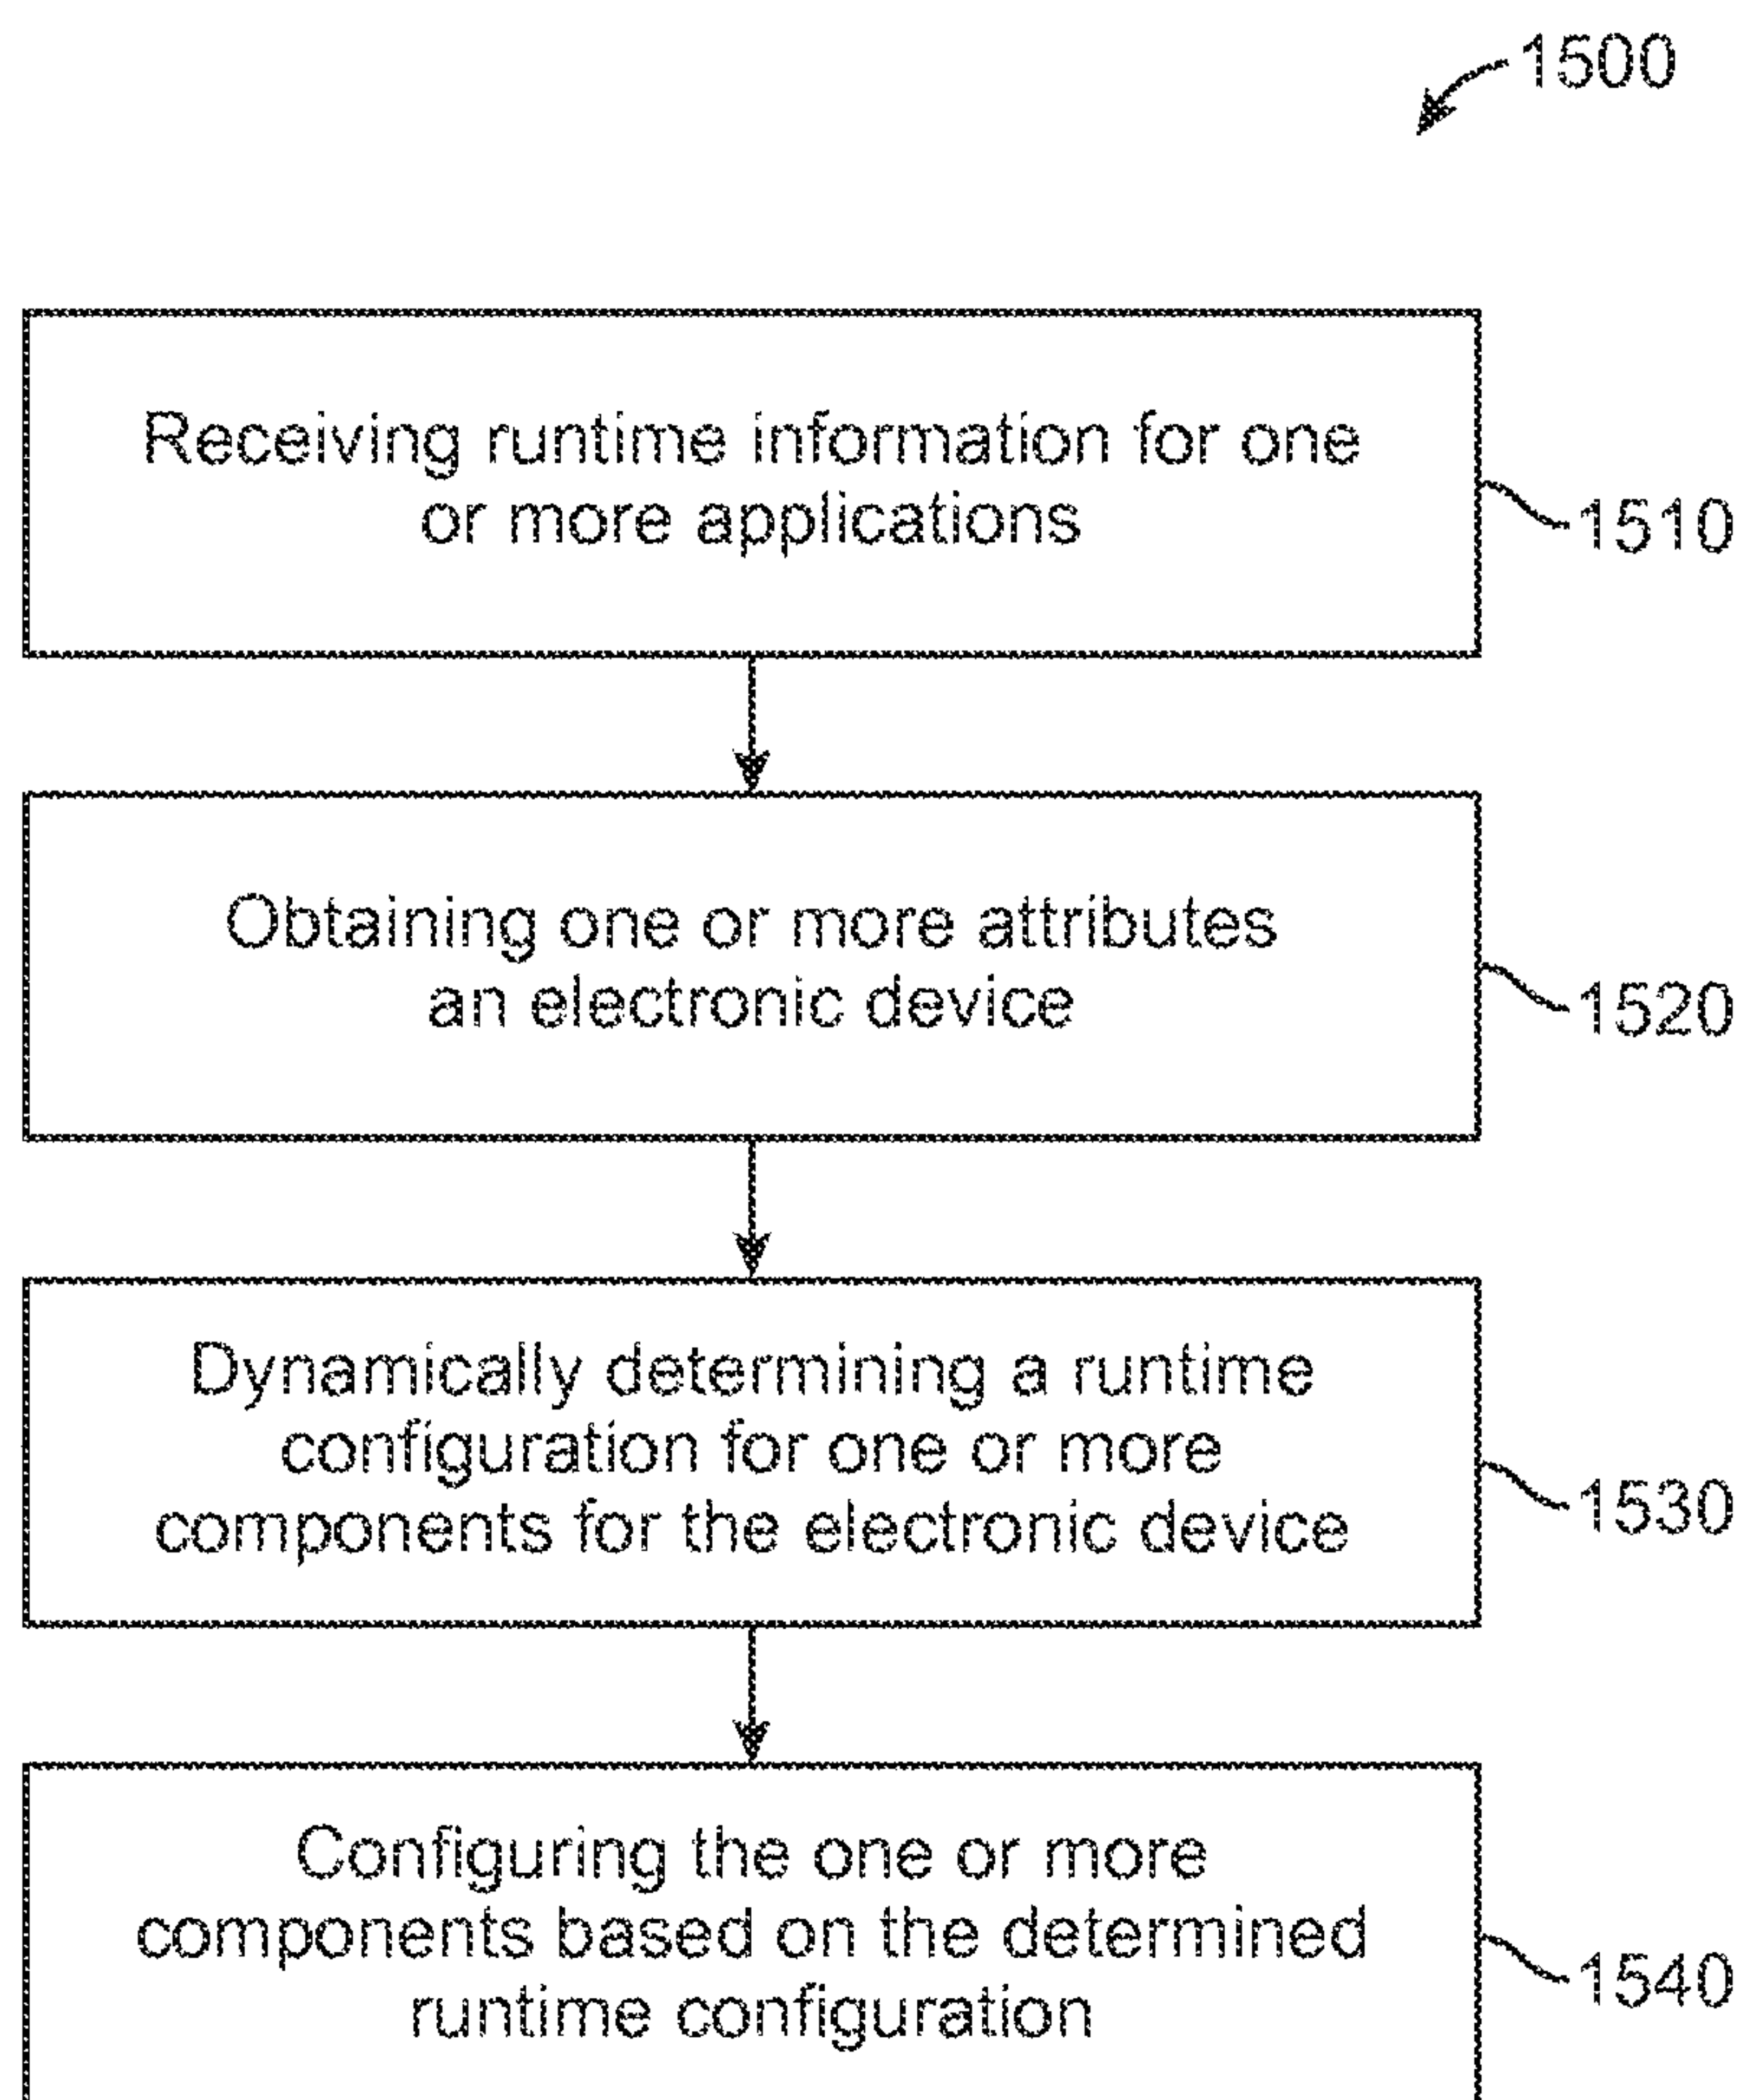 1500
Receiving runtime information for one
or more applications
1510
Obtaining one or more attributes
an electronic device
1520
Dynamically determining a runtime
configuration for one or more
components for the electronic device
1530
Configuring the one or more
components based on the determined
runtime configuration
1540